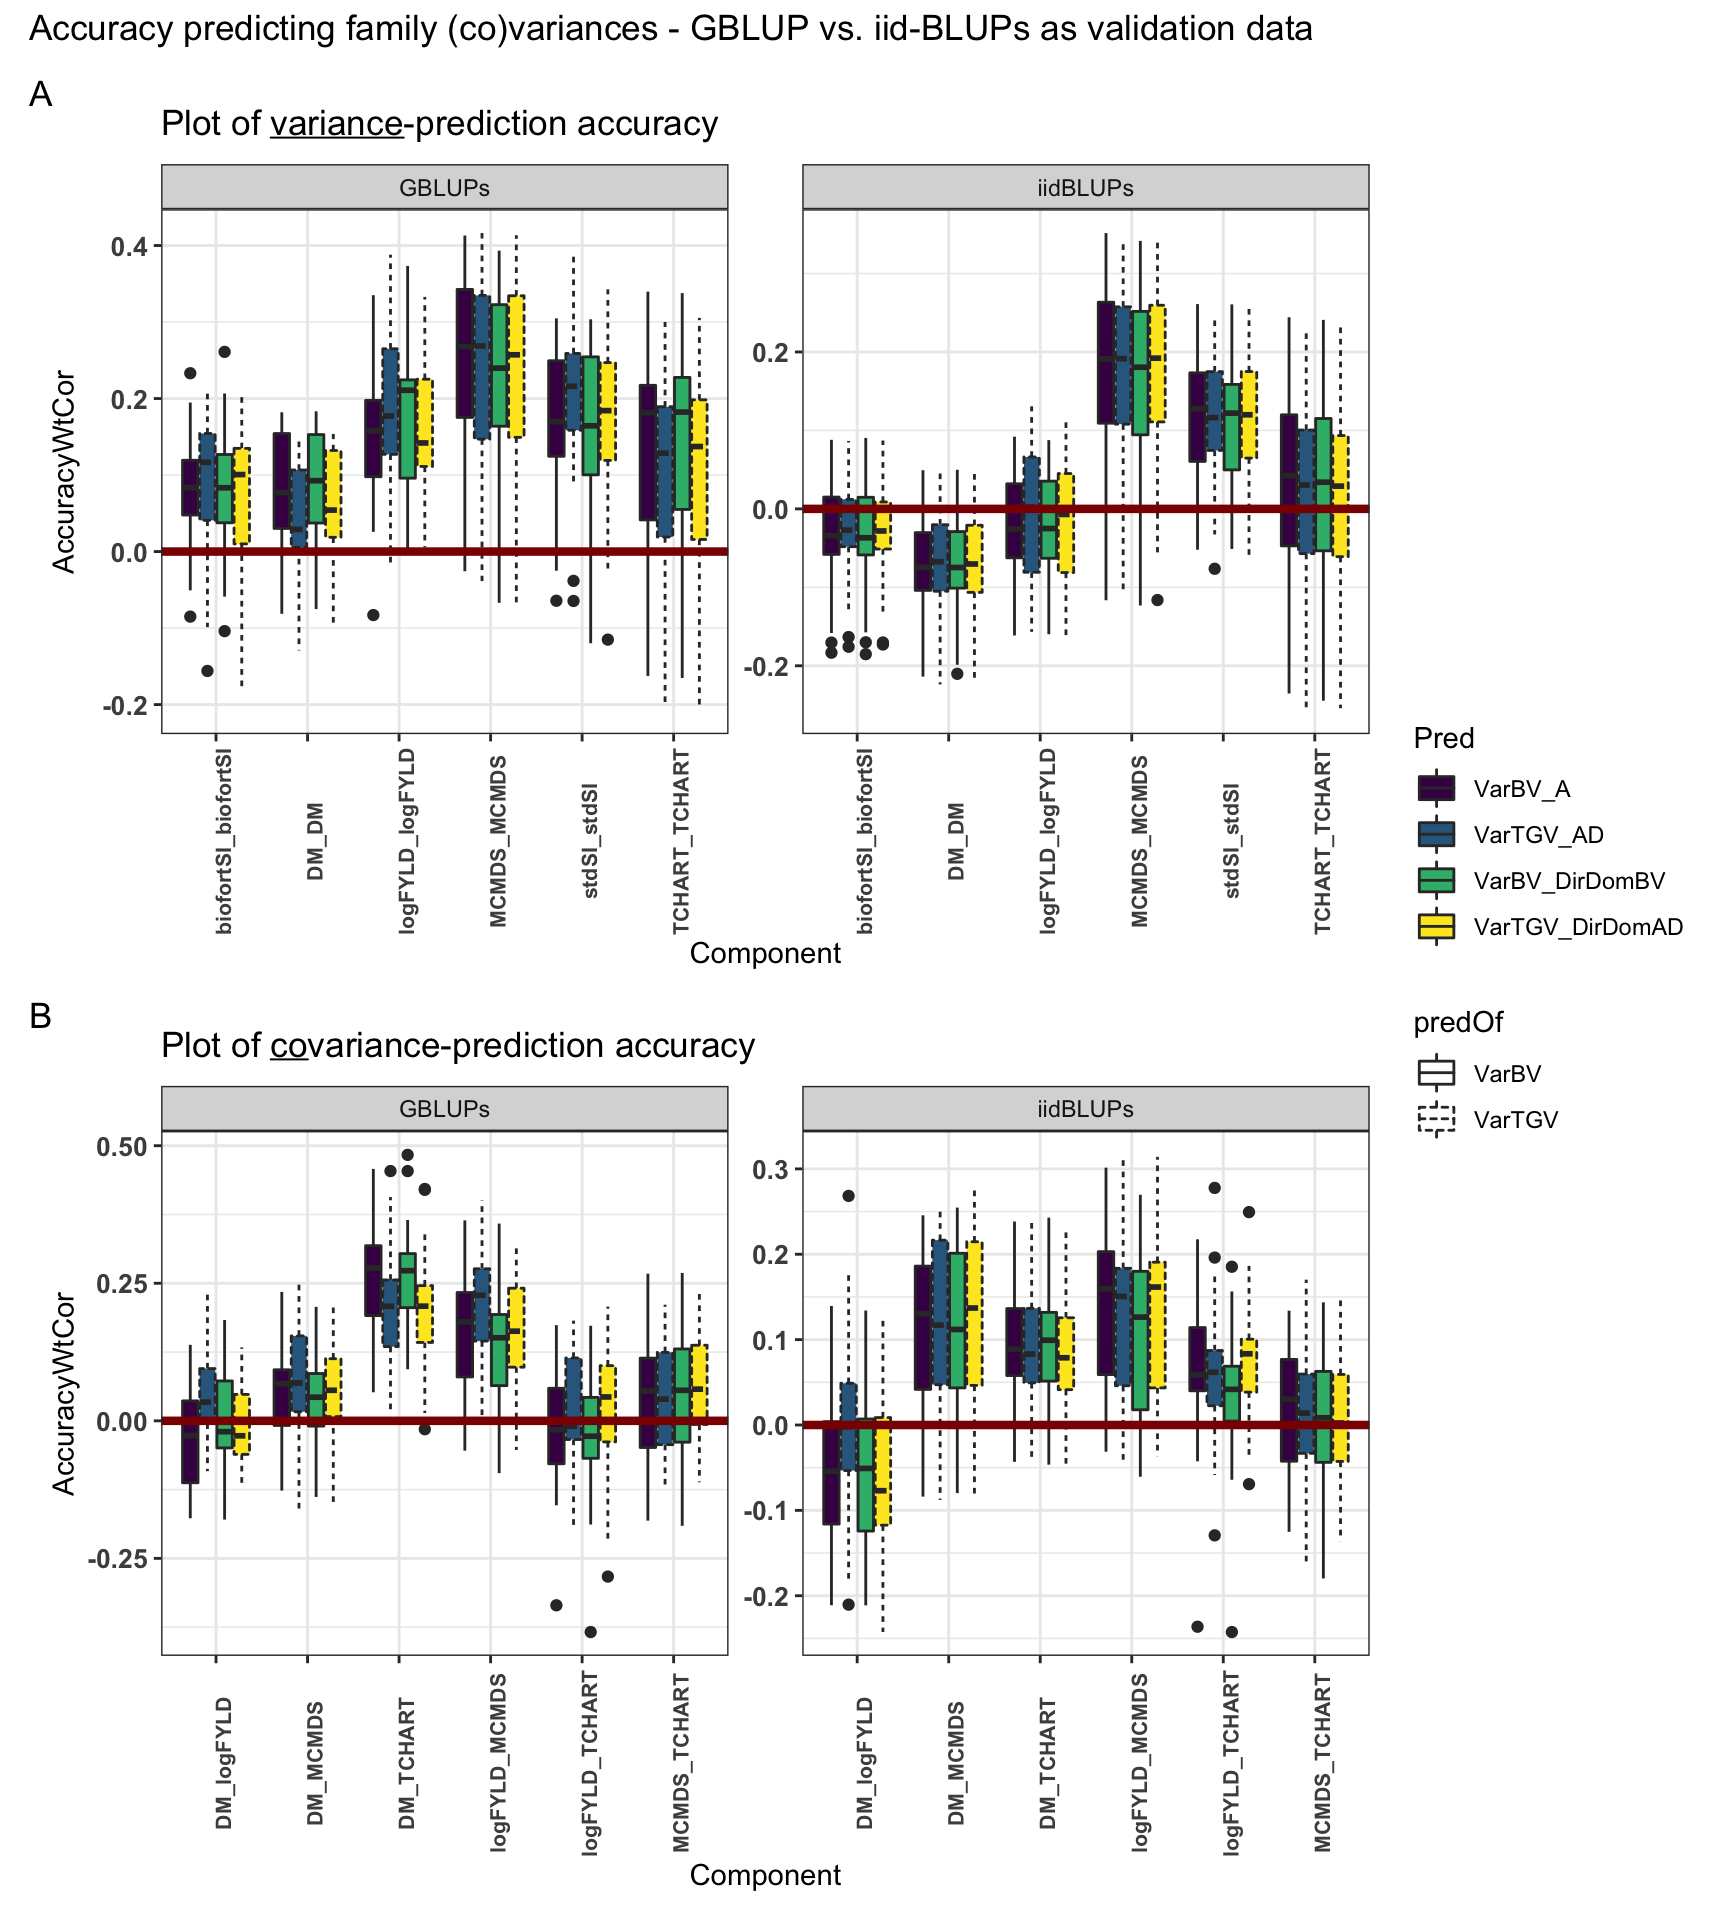 Accuracy predicting family (co)variances - GBLUP vs. iid-BLUPs as validation data
A
Plot of variance-prediction accuracy
GBLUPs
iidBLUPs
AccuracyWtCor
0.4
0.2
0.0
-0.2
0.2
0.0
-0.2
biofortSI_biofortSI
DM_DM
logFYLD_logFYLD
MCMDS_MCMDS
stdSI_stdSI
TCHART_TCHART
biofortSI_biofortSI
DM_DM
logFYLD_logFYLD
MCMDS_MCMDS
stdSI_stdSI
TCHART_TCHART
Component
Pred
VarBV_A
VarTGV_AD
VarBV_DirDomBV
VarTGV_DirDomAD
predOf
VarBV
VarTGV
B
Plot of covariance-prediction accuracy
GBLUPs
iidBLUPs
AccuracyWtCor
0.50
0.25
0.00
-0.25
0.3
0.2
0.1
0.0
-0.1
-0.2
DM_logFYLD
DM_MCMDS
DM_TCHART
logFYLD_MCMDS
logFYLD_TCHART
MCMDS_TCHART
DM_logFYLD
DM_MCMDS
DM_TCHART
logFYLD_MCMDS
logFYLD_TCHART
MCMDS_TCHART
Component